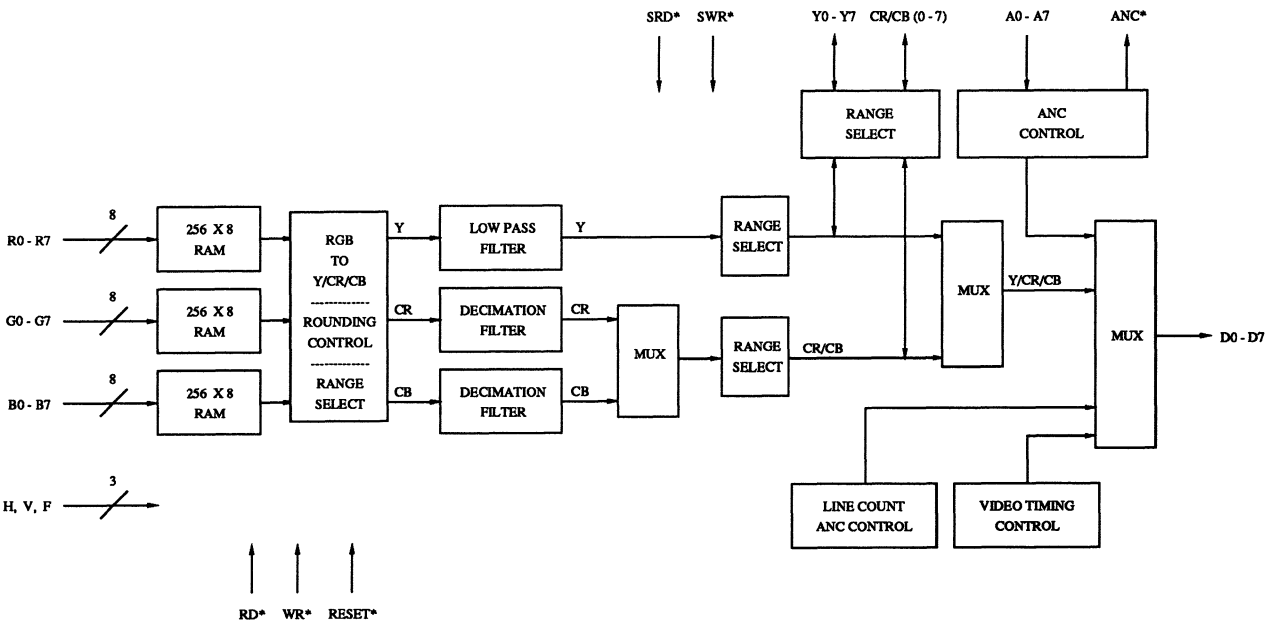 SRD*
SWR*
Y0 - Y7
CR/CB (0 - 7)
A0 - A7
ANC*
RANGE
SELECT
ANC
CONTROL
R0 - R7
8
256 X 8
RAM
RGB
TO
Y/CR/CB
------------
ROUNDING
CONTROL
------------
RANGE
SELECT
Y
LOW PASS
FILTER
Y
RANGE
SELECT
G0 - G7
8
256 X 8
RAM
CR
DECIMATION
FILTER
CR
MUX
RANGE
SELECT
CR/CB
MUX
Y/CR/CB
MUX
D0 - D7
B0 - B7
8
256 X 8
RAM
CB
DECIMATION
FILTER
CB
H, V, F
3
LINE COUNT
ANC CONTROL
VIDEO TIMING
CONTROL
RD*
WR*
RESET*